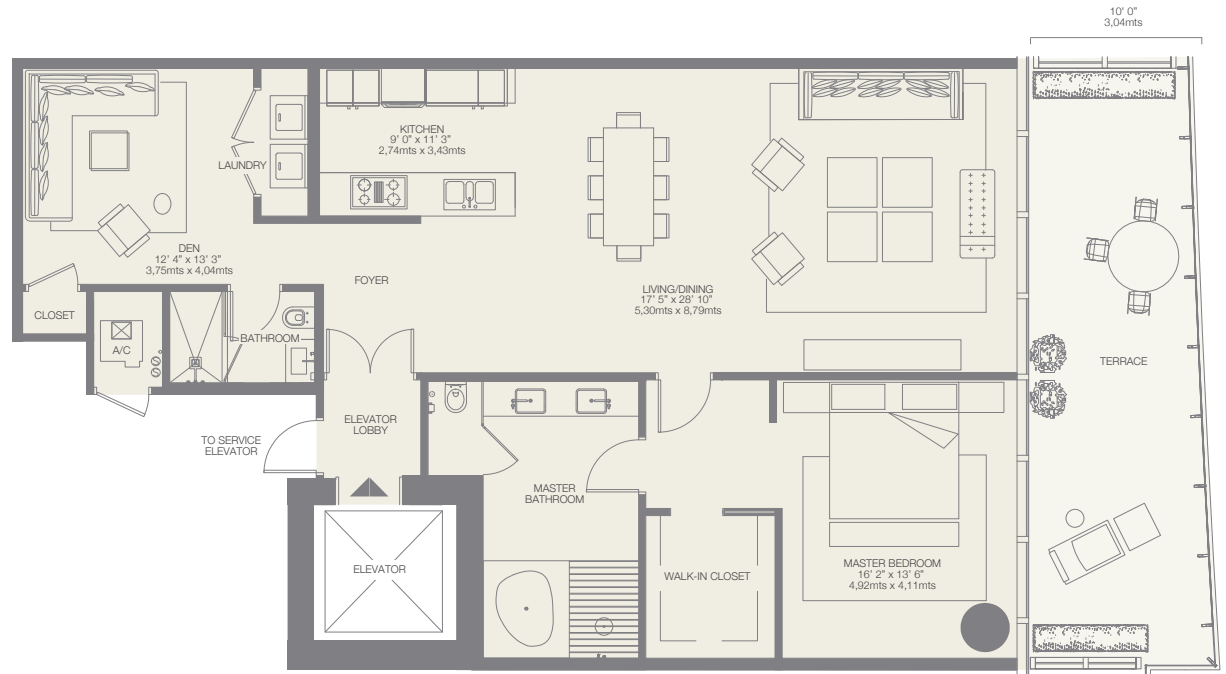 10' 0"
3,04mts
KITCHEN
9' 0" x 11' 3"
2,74mts x 3,43mts
LAUNDRY
DEN
12' 4" x 13' 3"
3,75mts x 4,04mts
FOYER
LIVING/DINING
17' 5" x 28' 10"
5,30mts x 8,79mts
CLOSET
A/C
BATHROOM
TERRACE
ELEVATOR
LOBBY
TO SERVICE
ELEVATOR
MASTER
BATHROOM
ELEVATOR
WALK-IN CLOSET
MASTER BEDROOM
16' 2" x 13' 6"
4,92mts x 4,11mts